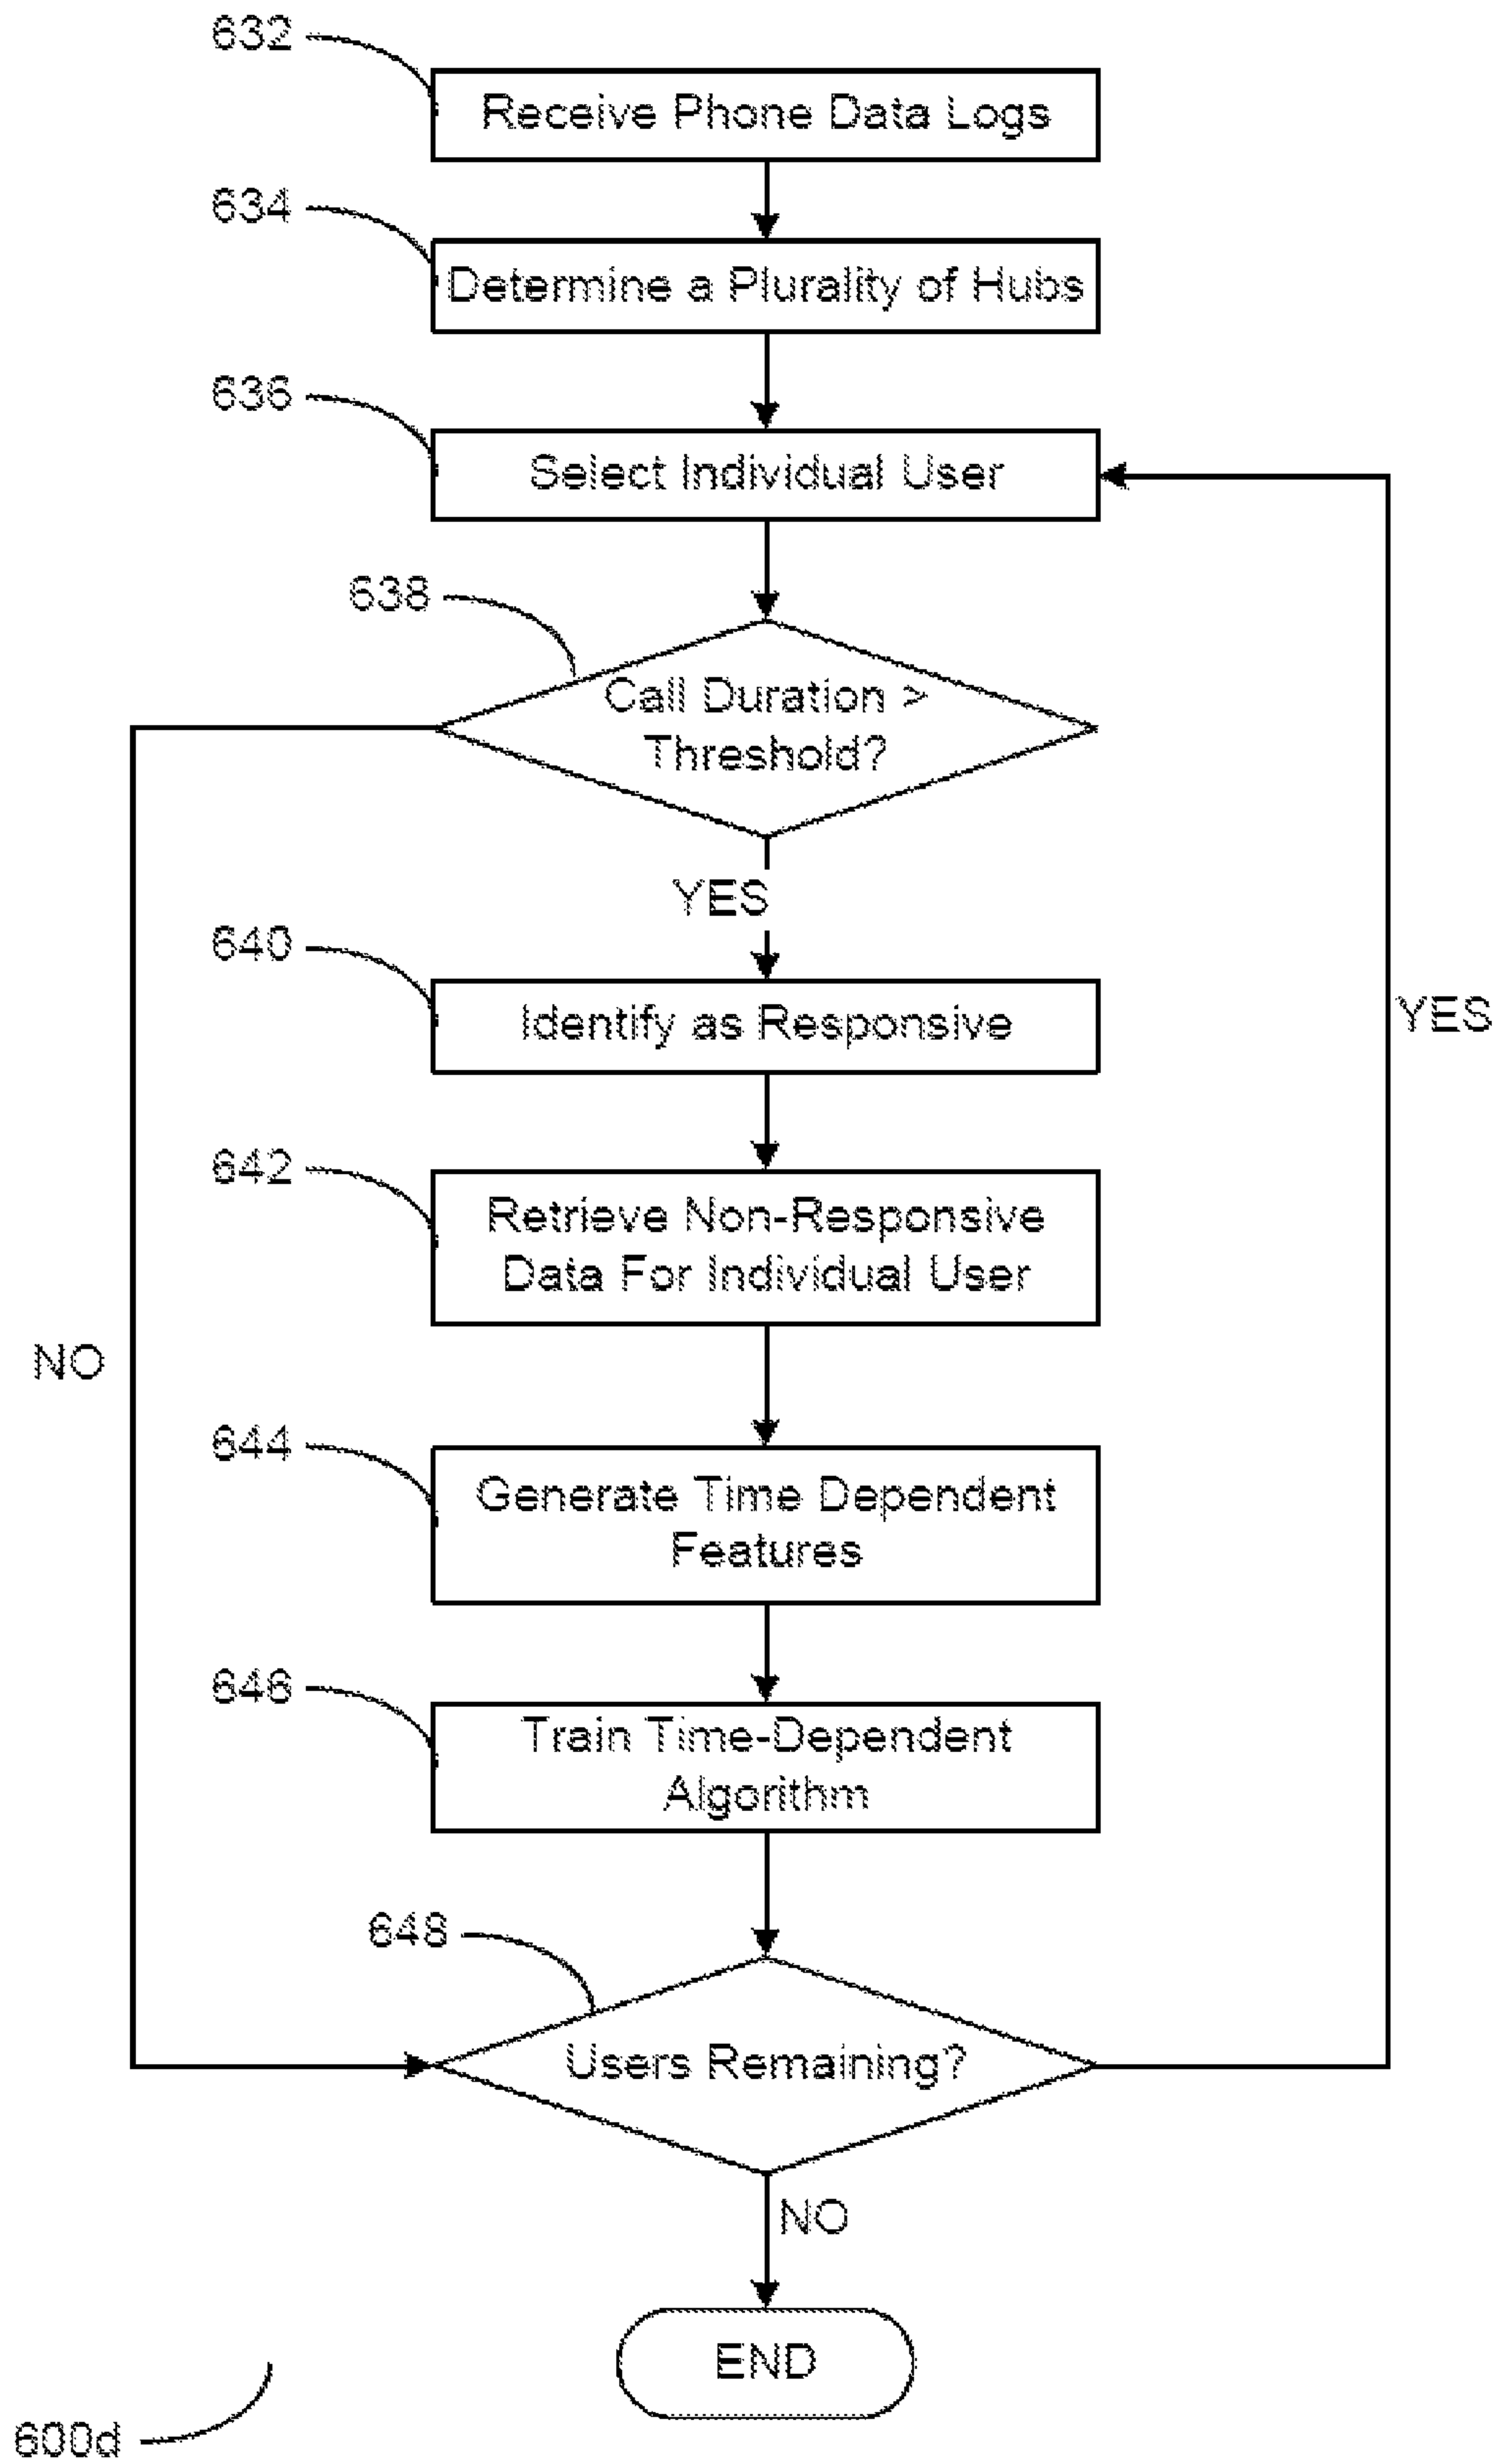 632
Receive Phone Data Logs
634
Determine a Plurality of Hubs
636
Select Individual User
638
Call Duration >
Threshold?
YES
640
Identify as Responsive
YES
642
Retrieve Non-Responsive
Data For Individual User
NO
644
Generate Time Dependent
Features
646
Train Time-Dependent
Algorithm
648
Users Remaining?
NO
END
600d